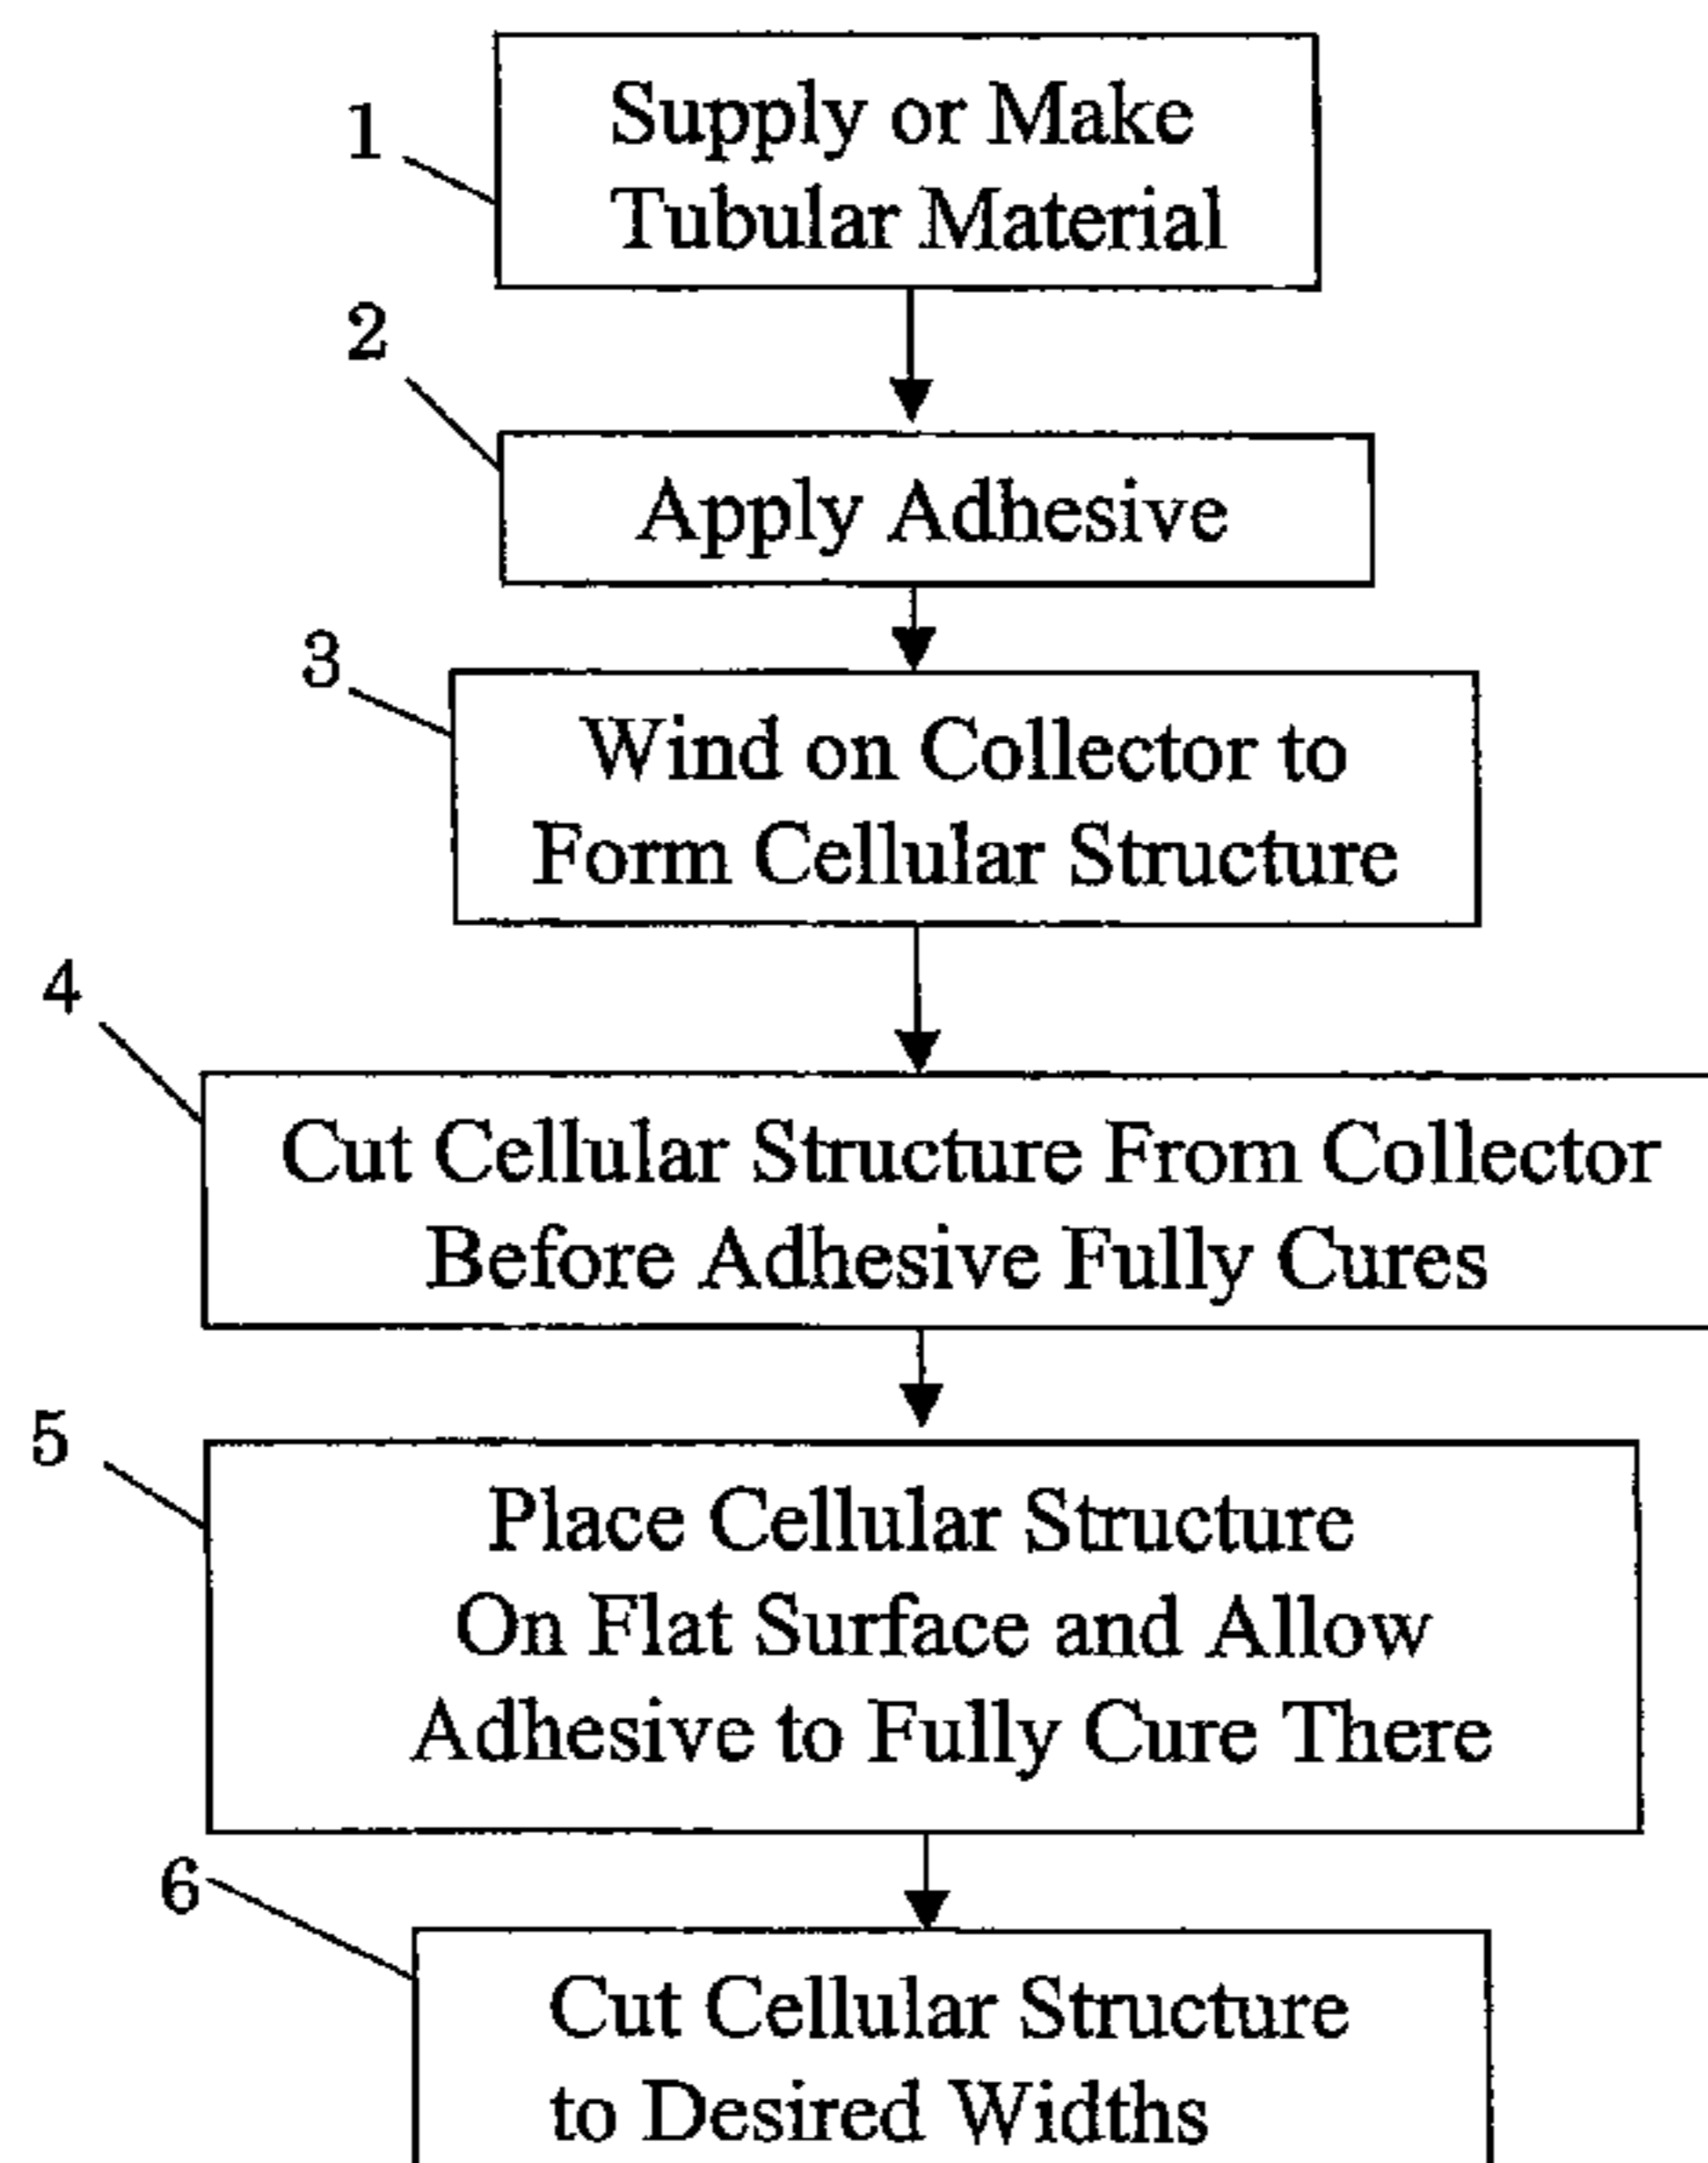 1
Supply or Make
Tubular Material
2
Apply Adhesive
3
Wind on Collector to
Form Cellular Structure
4
Cut Cellular Structure From Collector
Before Adhesive Fully Cures
5
Place Cellular Structure
On Flat Surface and Allow
Adhesive to Fully Cure There
6
Cut Cellular Structure
to Desired Widths